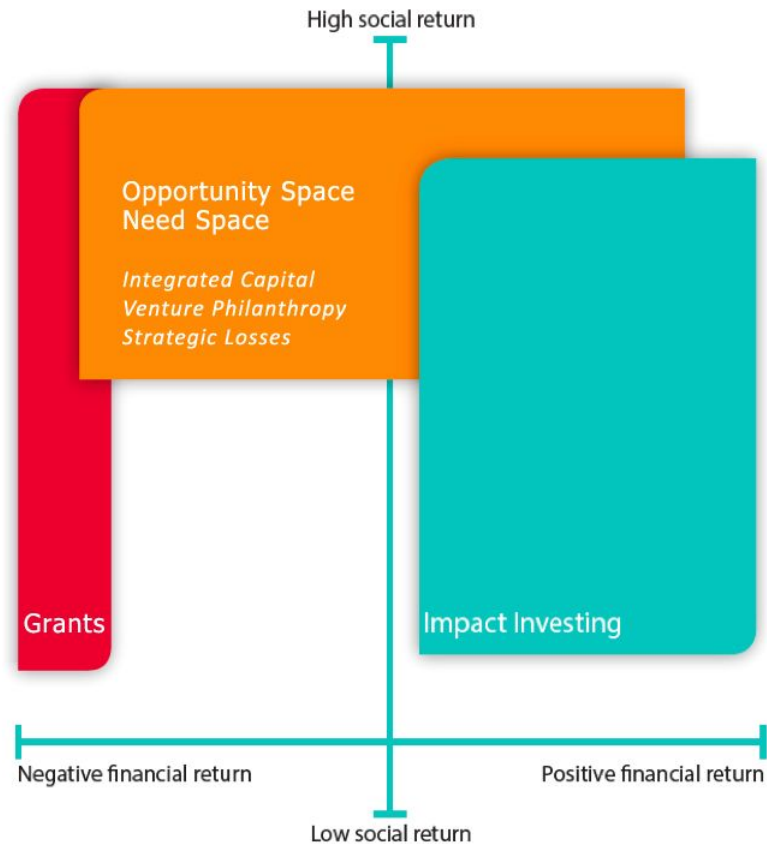 High social return
Opportunity Space
Need Space
Integrated Capital
Venture Philanthropy
Strategic Losses
Grants
Impact Investing
Negative financial return
Positive financial return
Low social return